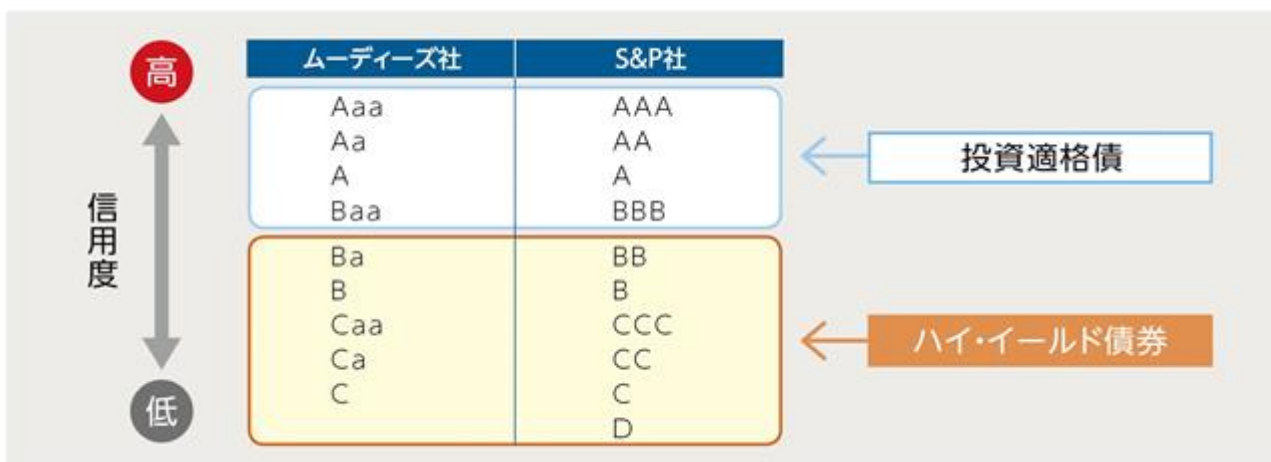 高
信用度
低
ムーディーズ社 S&P社
Aaa AAA
Aa AA
A A
Baa BBB
投資適格債
Ba BB
B B
Caa CCC
Ca CC
C C
D
ハイ・イールド債券